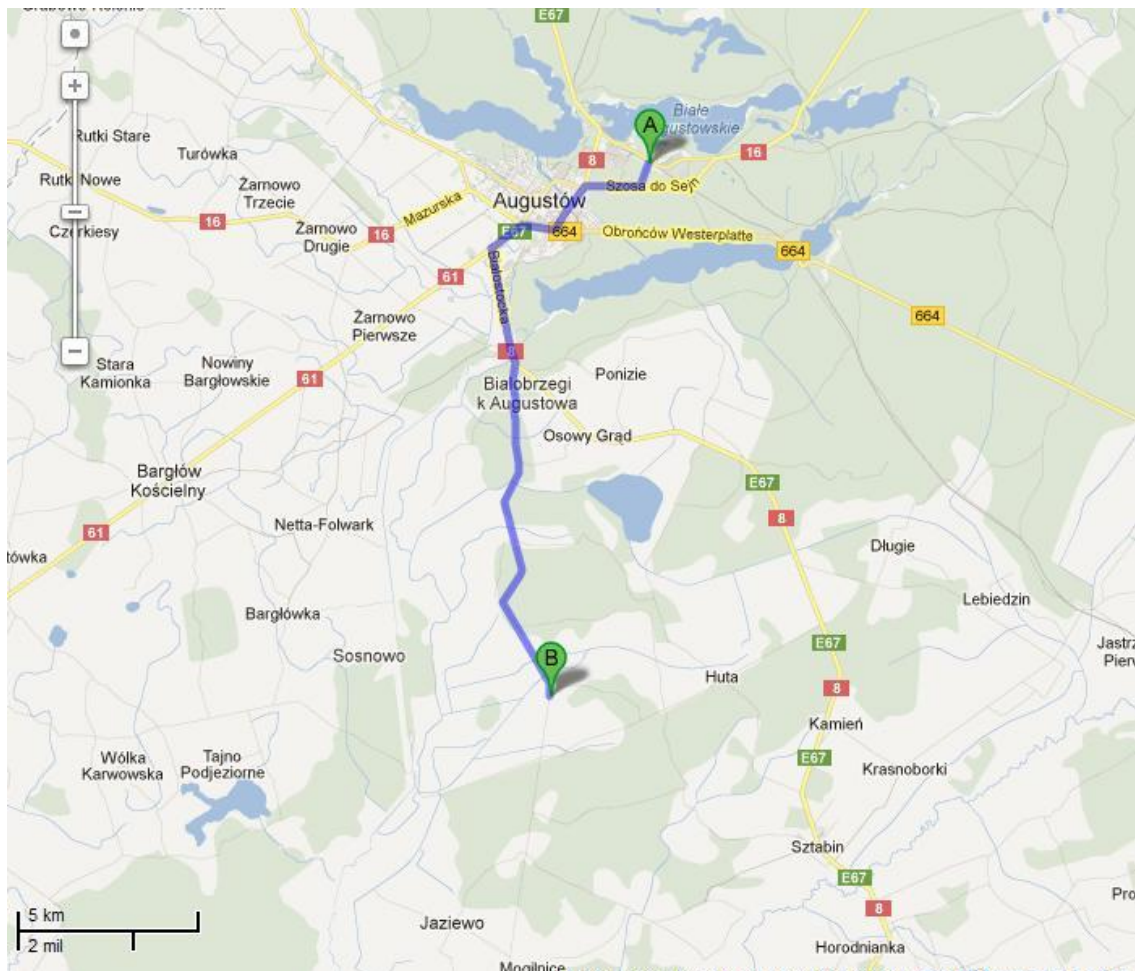 E67
Rutki Stare
Turówka
Rutki Nowe
Żarnowo
Trzecie
16
Czerkiesy
Żarnowo
Drugie
16
Mazurska
Augustów
8
A
Białe
Augustowskie
16
Szosa do Sejn
E67
664
Obrońców Westerplatte
664
61
Białostocka
664
Żarnowo
Pierwsze
8
Stara
Kamionka
Nowiny
Bargłowskie
61
Bialobrzegi
k Augustowa
Ponizie
Osowy Grąd
Bargłów
Kościelny
E67
8
61
Netta-Folwark
Długie
Lebiedzin
Bargłówka
Sosnowo
E67
B
Huta
8
Kamień
E67
Wólka
Karwowska
Tajno
Podjeziorne
Krasnoborki
Sztabin
E67
8
5 km
2 mil
Jaziewo
Horodnianka
Mogilnice